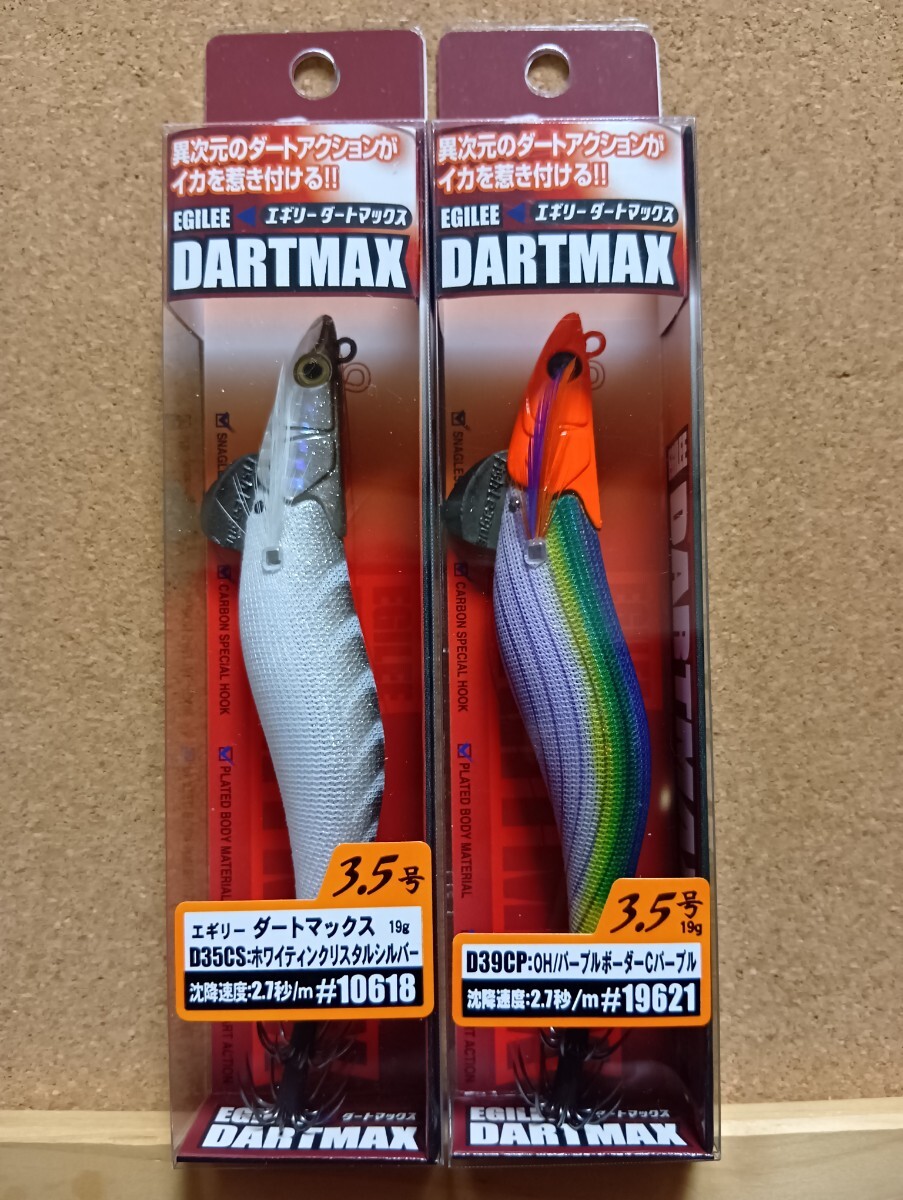 異次元のダートアクションが
イカを惹き付ける!!
EGILEE エギリー ダートマックス
DARTMAX
CARBON SPECIAL HOOK
PLATED BODY MATERIAL
3.5号
エギリー ダートマックス 19g
D35CS:ホワイティンクリスタルシルバー
沈降速度:2.7秒/m #10618
EGILEE ダートマックス
DARTMAX
異次元のダートアクションが
イカを惹き付ける!!
EGILEE エギリー ダートマックス
DARTMAX
CARBON SPECIAL HOOK
PLATED BODY MATERIAL
DARTMAX
3.5号
19g
D39CP:OH/パープルボーダーCパープル
沈降速度:2.7秒/m #19621
EGILEE ダートマックス
DARTMAX